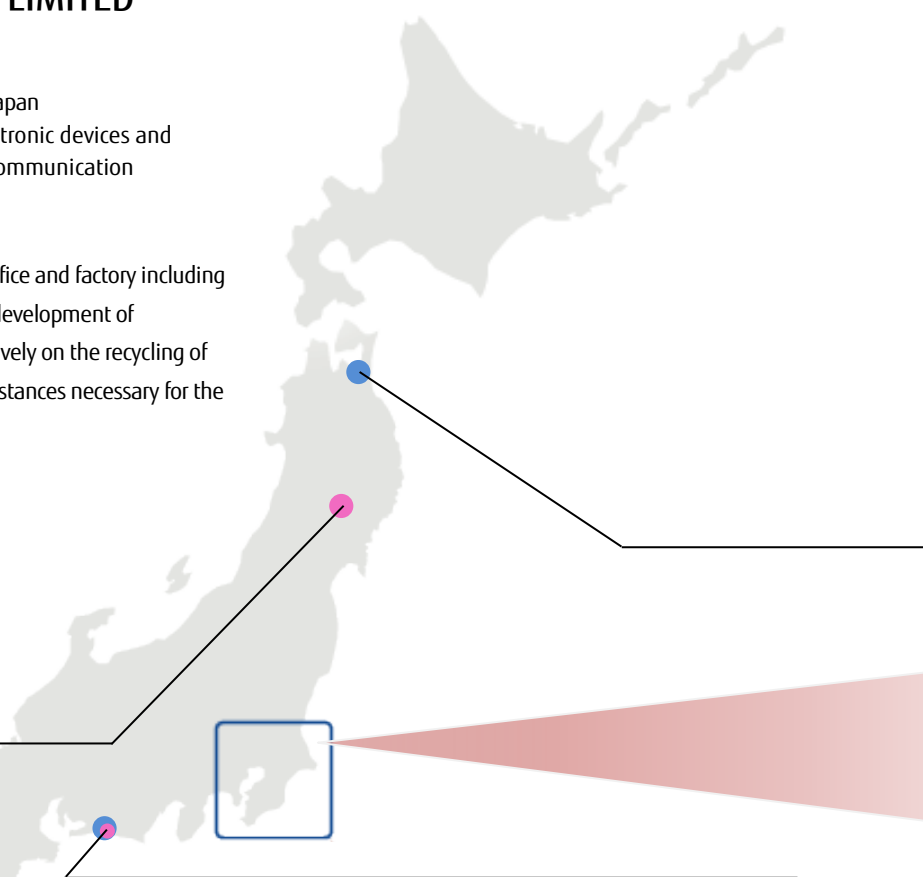 LIMITED
apan
tronic devices and
ommunication
fice and factory including
development of
vely on the recycling of
stances necessary for the